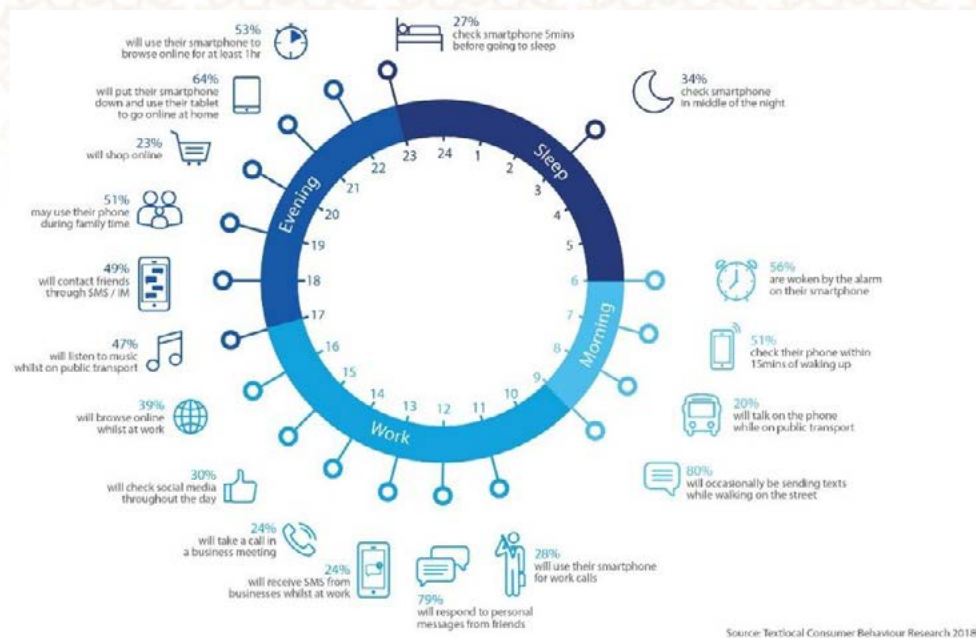 53%
will use their smartphone to
browse online for at least 1hr
27%
check smartphone 5mins
before going to sleep
34%
check smartphone
in middle of the night
64%
will put their smartphone
down and use their tablet
to go online at home
23%
will shop online
51%
may use their phone
during family time
49%
will contact friends
through SMS / IM
47%
will listen to music
whilst on public transport
39%
will browse online
whilst at work
30%
will check social media
throughout the day
24%
will take a call in
a business meeting
24%
will receive SMS from
businesses whilst at work
79%
will respond to personal
messages from friends
28%
will use their smartphone
for work calls
80%
will occasionally be sending texts
while walking on the street
20%
will talk on the phone
while on public transport
51%
check their phone within
15mins of waking up
56%
are woken by the alarm
on their smartphone
Sleep
Morning
Work
Evening
24
1
2
3
4
5
6
7
8
9
10
11
12
13
14
15
16
17
18
19
20
21
22
23
Source: Textlocal Consumer Behaviour Research 2018